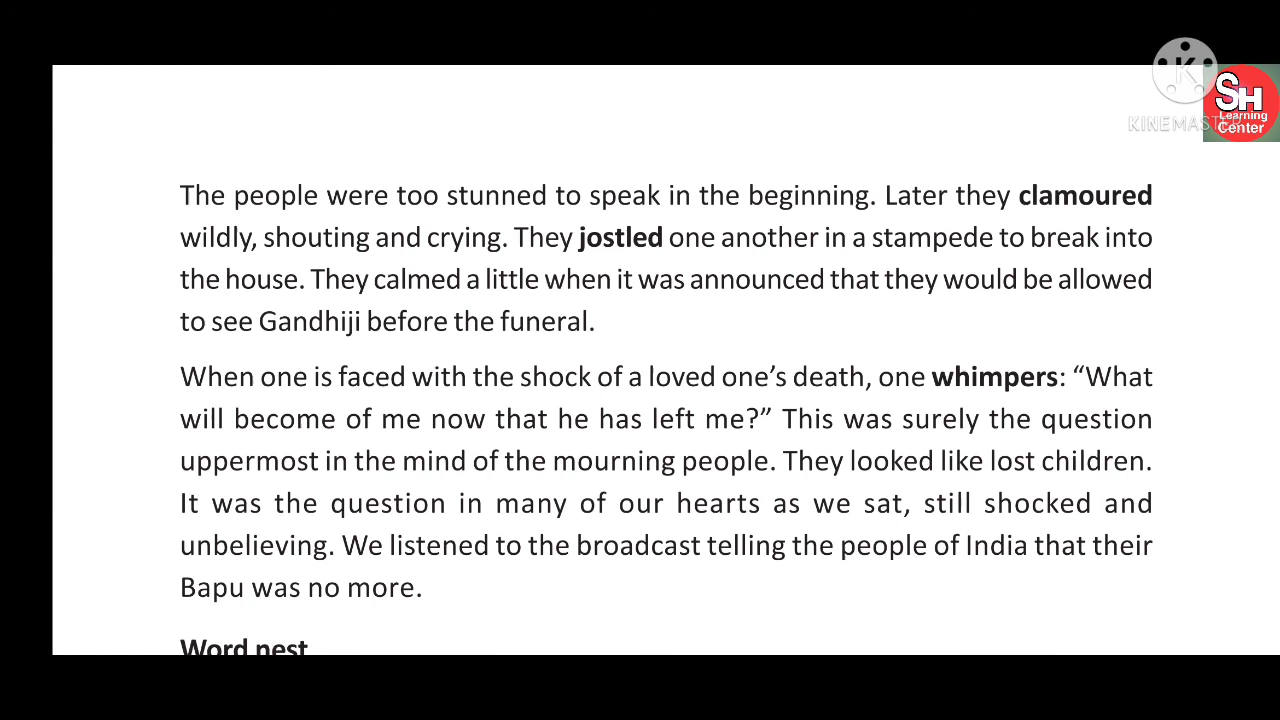 KINEMASTER
SH
Learning
Center
The people were too stunned to speak in the beginning. Later they clamoured
wildly, shouting and crying. They jostled one another in a stampede to break into
the house. They calmed a little when it was announced that they would be allowed
to see Gandhiji before the funeral.
When one is faced with the shock of a loved one’s death, one whimpers: “What
will become of me now that he has left me?” This was surely the question
uppermost in the mind of the mourning people. They looked like lost children.
It was the question in many of our hearts as we sat, still shocked and
unbelieving. We listened to the broadcast telling the people of India that their
Bapu was no more.
Word nest